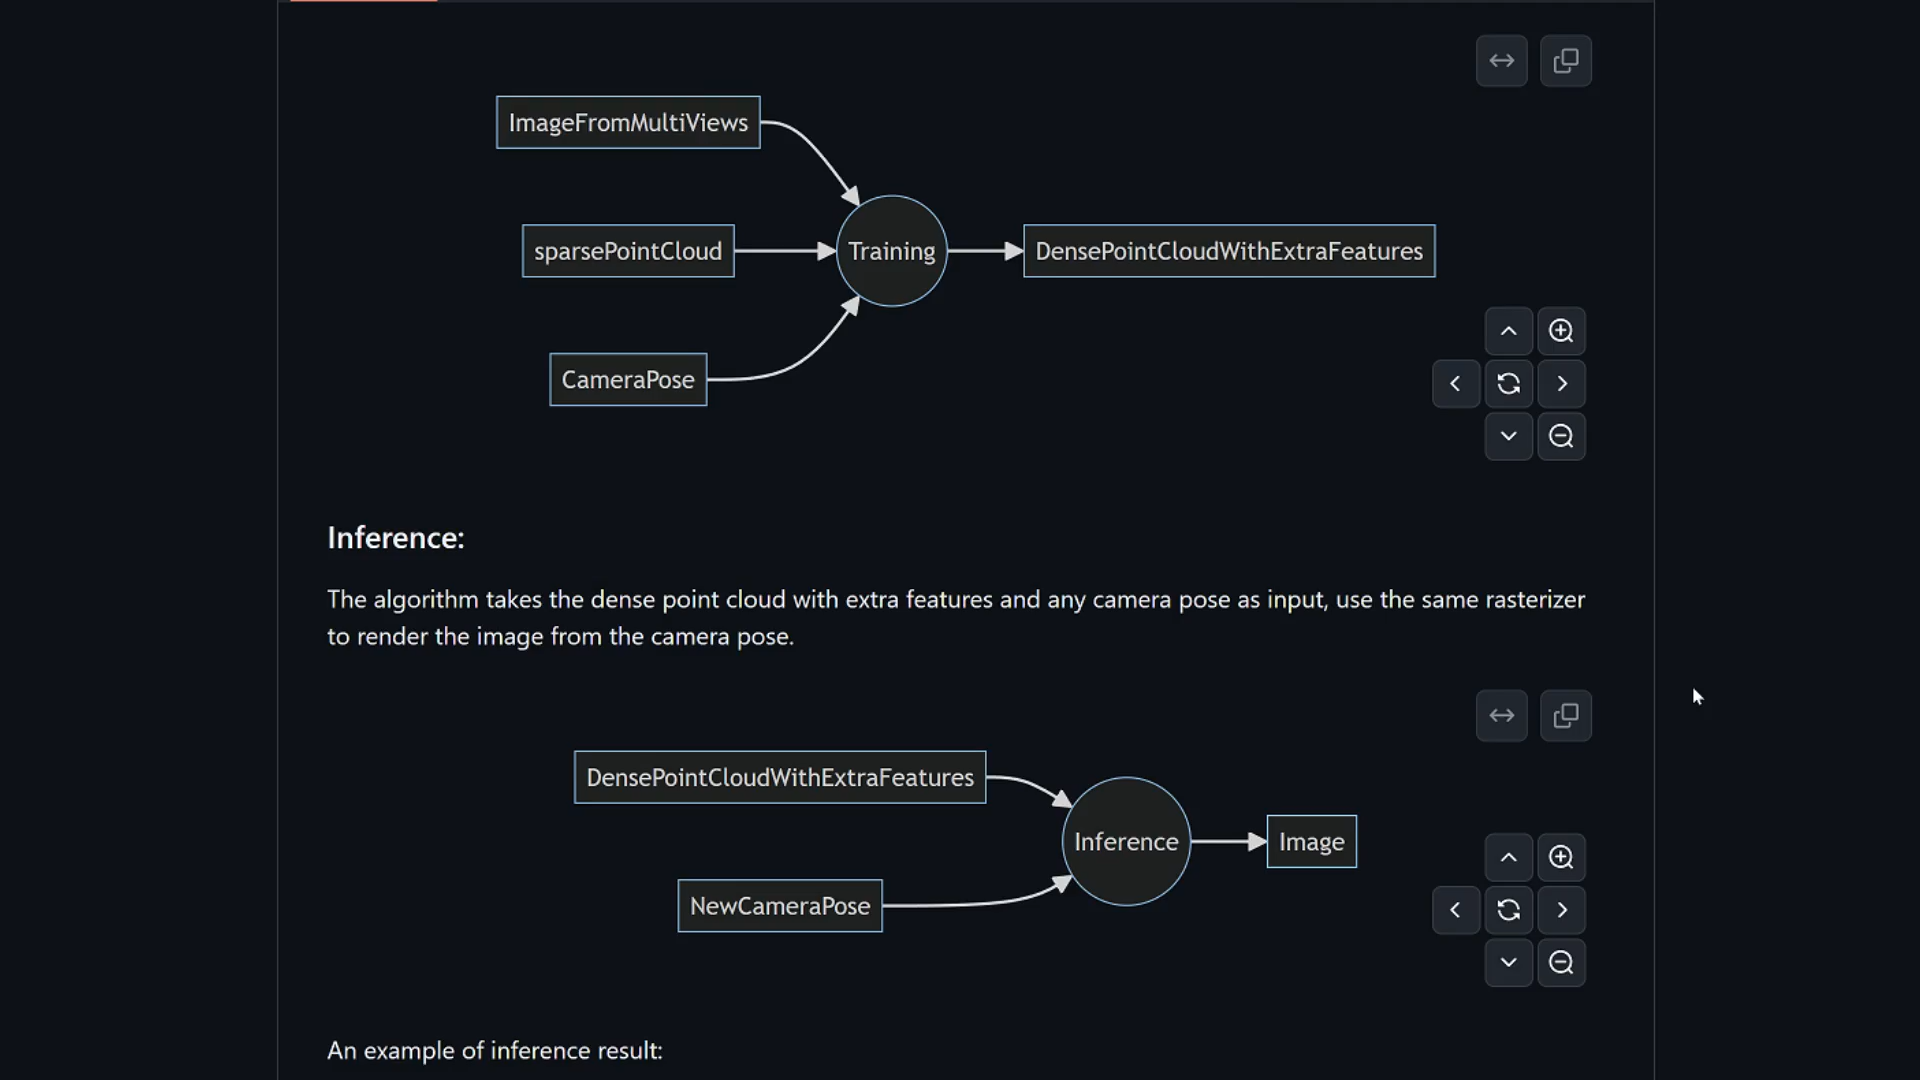 ImageFromMultiViews
sparsePointCloud
Training
DensePointCloudWithExtraFeatures
CameraPose
Inference:
The algorithm takes the dense point cloud with extra features and any camera pose as input, use the same rasterizer
to render the image from the camera pose.
DensePointCloudWithExtraFeatures
Inference
Image
NewCameraPose
An example of inference result: